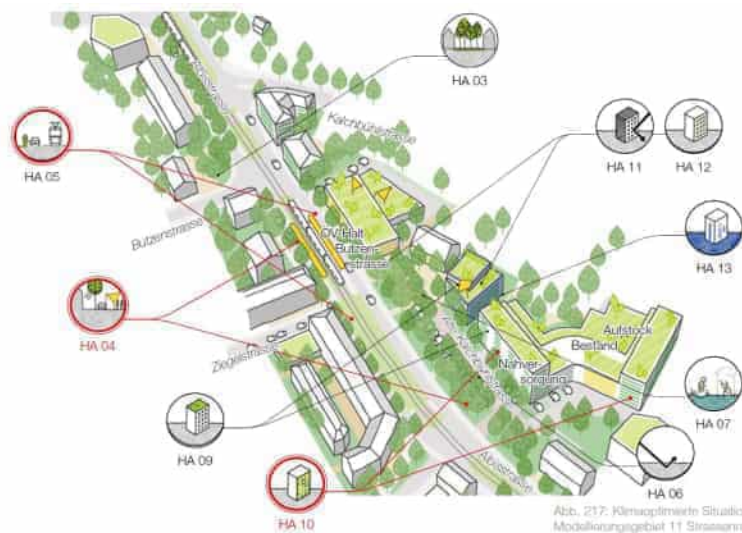 HA 03
Albisstrasse
Kalchbühlstrasse
HA 11
HA 12
HA 05
Butzenstrasse
ÖV Halt
Butzen-
strasse
HA 13
HA 04
Aufstock
Bestand
Ziegelstrasse
Nahver-
sorgung
HA 07
HA 09
Albisstrasse
HA 06
HA 10
Abb. 217: Klimaoptimierte Situatio
Modellierungsgebiet 11 Strassenr